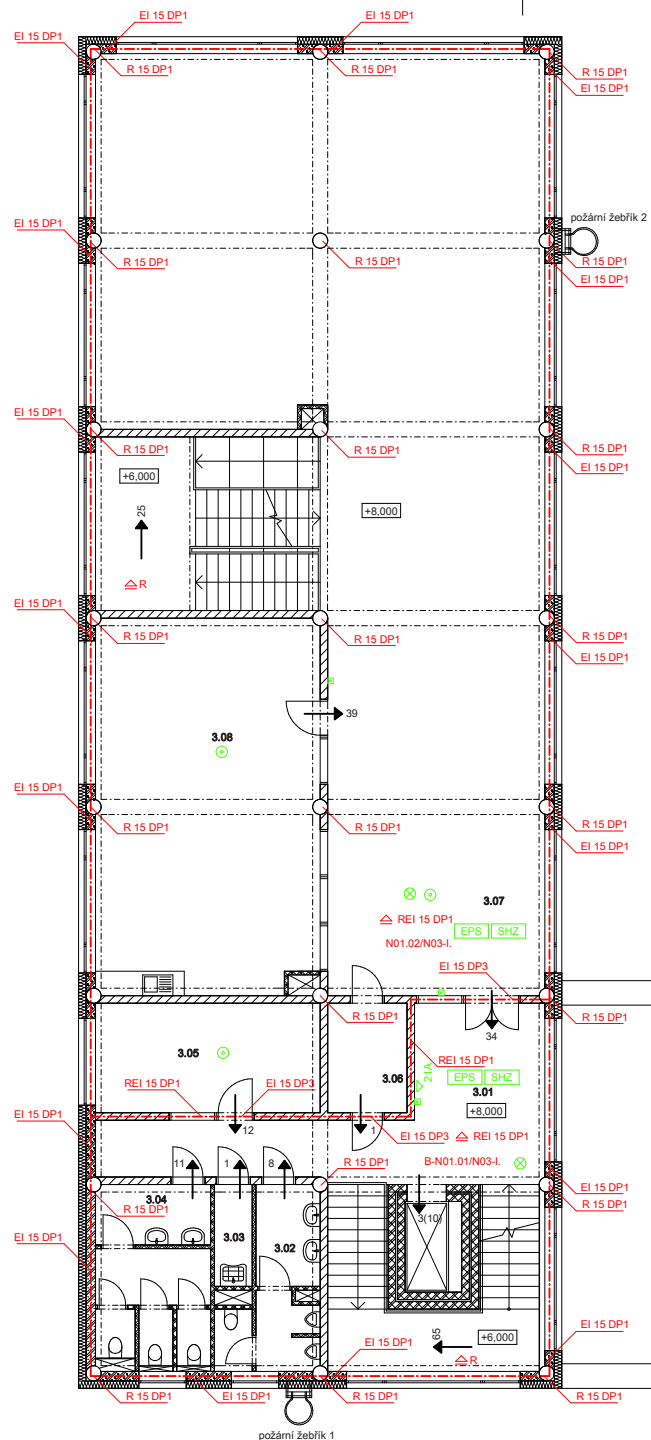 EI 15 DP1
EI 15 DP1
EI 15 DP1
R 15 DP1
R 15 DP1
R 15 DP1
EI 15 DP1
požární žebřík 2
EI 15 DP1
R 15 DP1
R 15 DP1
R 15 DP1
EI 15 DP1
EI 15 DP1
R 15 DP1
R 15 DP1
R 15 DP1
EI 15 DP1
+6,000
25
+8,000
R
EI 15 DP1
R 15 DP1
R 15 DP1
R 15 DP1
EI 15 DP1
39
3.08
EI 15 DP1
R 15 DP1
R 15 DP1
R 15 DP1
EI 15 DP1
3.07
REI 15 DP1
EPS SHZ
N01.02/N03-I.
EI 15 DP1
EI 15 DP3
R 15 DP1
R 15 DP1
34
3.05
REI 15 DP1
3.06
21A
EPS SHZ
3.01
REI 15 DP1
EI 15 DP3
+8,000
EI 15 DP1
12
1
EI 15 DP3
REI 15 DP1
11
1
8
R 15 DP1
B-N01.01/N03-I.
EI 15 DP1
R 15 DP1
R 15 DP1
3.04
3.03
3.02
3(10)
EI 15 DP1
65
+6,000
EI 15 DP1
EI 15 DP1
R
R 15 DP1
EI 15 DP1
R 15 DP1
R 15 DP1
požární žebřík 1